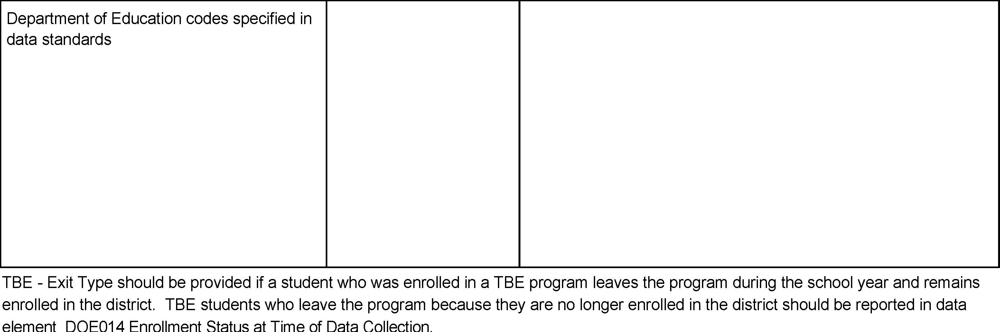 Department of Education codes specified in
data standards
TBE - Exit Type should be provided if a student who was enrolled in a TBE program leaves the program during the school year and remains
enrolled in the district.  TBE students who leave the program because they are no longer enrolled in the district should be reported in data
element  DOE014 Enrollment Status at Time of Data Collection.